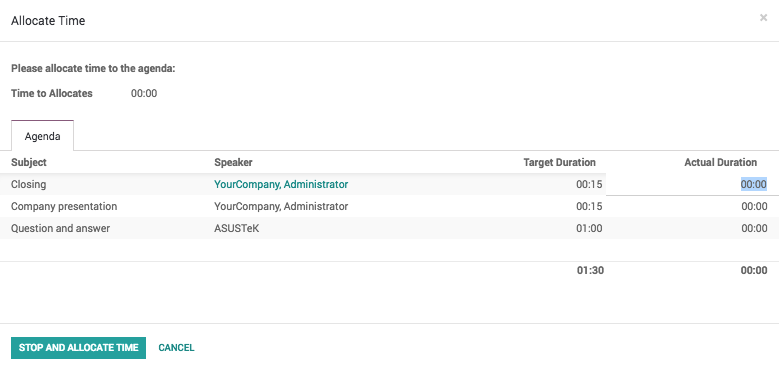 Allocate Time ×
Please allocate time to the agenda:
Time to Allocates 00:00
Agenda
Subject Speaker Target Duration Actual Duration
Closing YourCompany, Administrator 00:15 00:00
Company presentation YourCompany, Administrator 00:15 00:00
Question and answer ASUSTeK 01:00 00:00
01:30 00:00
STOP AND ALLOCATE TIME CANCEL